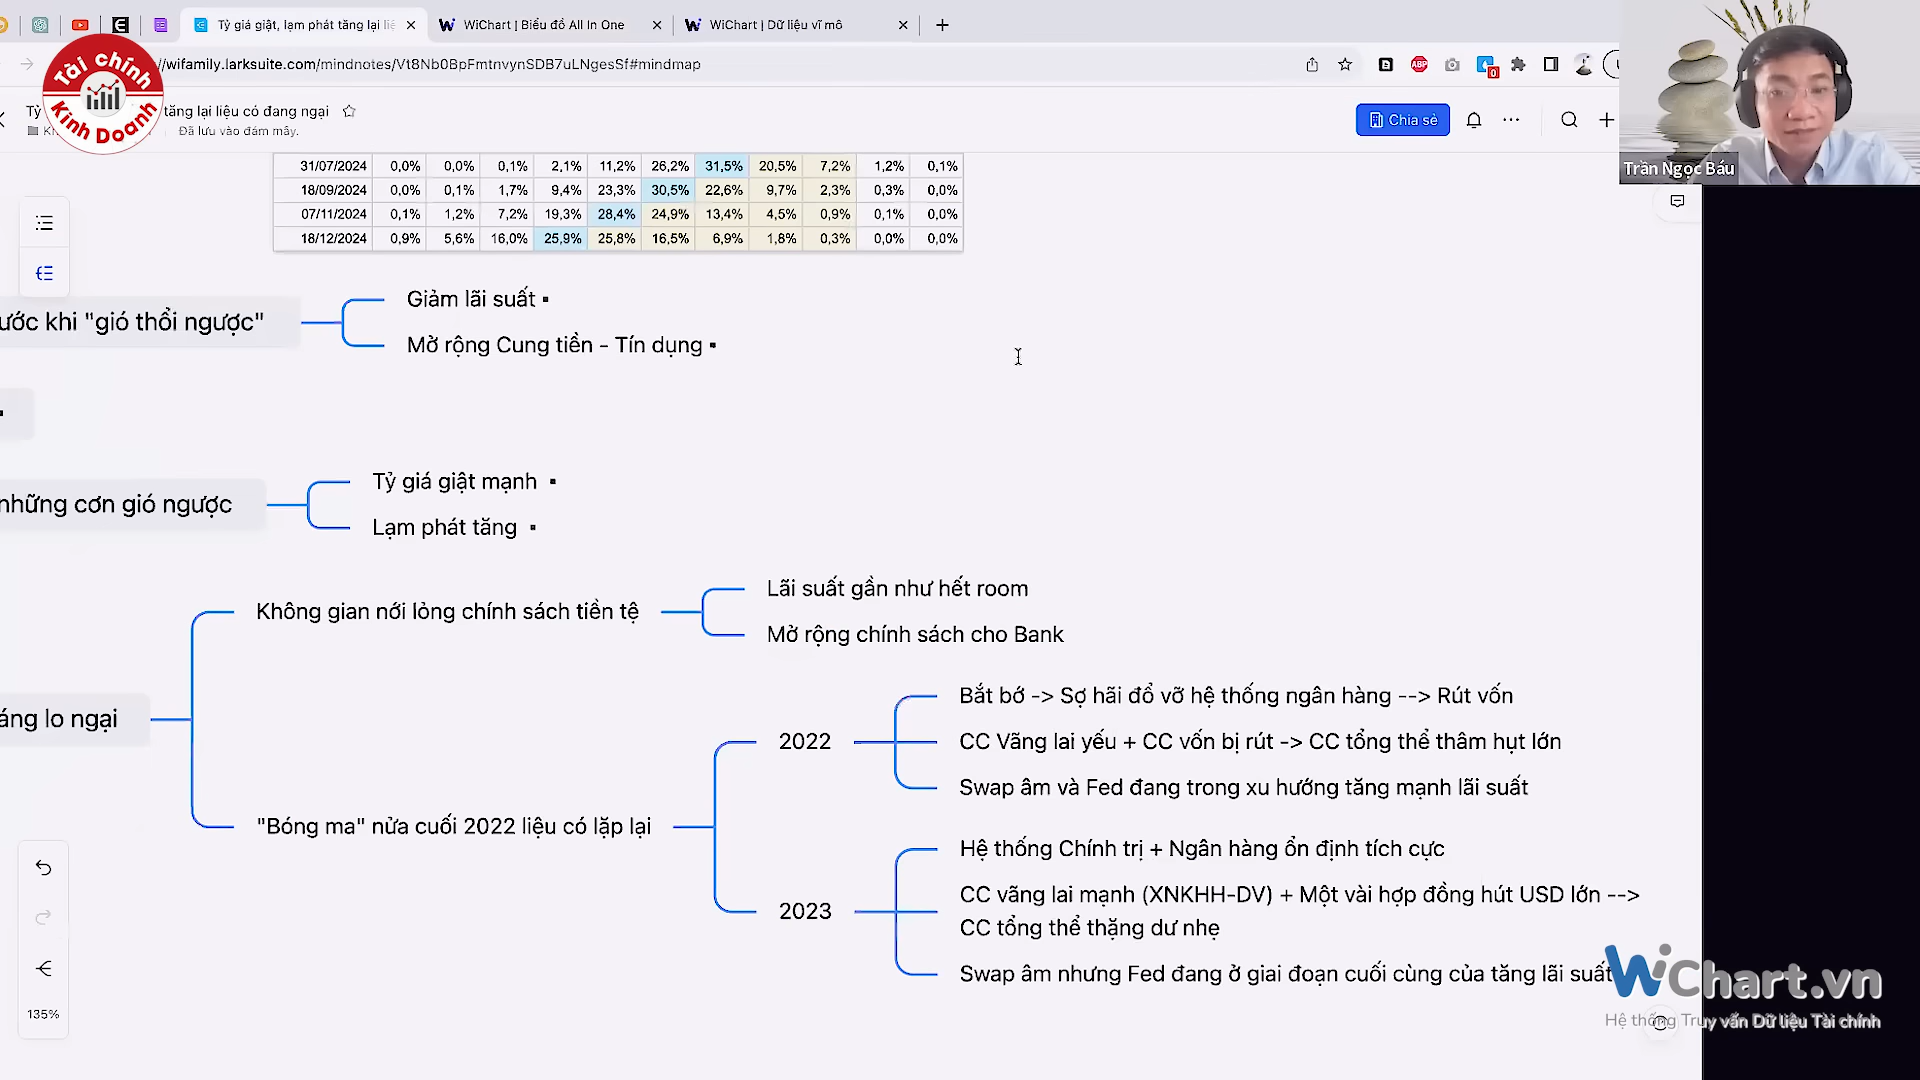 Tỷ giá giật, lạm phát tăng lại liệ
WiChart | Biểu đồ All In One
WiChart | Dữ liệu vĩ mô
//wifamily.larksuite.com/mindnotes/Vt8Nb0BpFmtnvynSDB7uLNgesSf#mindmap
Tài chính
Kinh Doanh
ABP
0
Tỷ
tăng lại liệu có đang ngại
Đã lưu vào đám mây.
Chia sẻ
Trần Ngọc Báu
31/07/2024 0,0% 0,0% 0,1% 2,1% 11,2% 26,2% 31,5% 20,5% 7,2% 1,2% 0,1%
18/09/2024 0,0% 0,1% 1,7% 9,4% 23,3% 30,5% 22,6% 9,7% 2,3% 0,3% 0,0%
07/11/2024 0,1% 1,2% 7,2% 19,3% 28,4% 24,9% 13,4% 4,5% 0,9% 0,1% 0,0%
18/12/2024 0,9% 5,6% 16,0% 25,9% 25,8% 16,5% 6,9% 1,8% 0,3% 0,0% 0,0%
ước khi "gió thổi ngược"
Giảm lãi suất
Mở rộng Cung tiền - Tín dụng
những cơn gió ngược
Tỷ giá giật mạnh
Lạm phát tăng
áng lo ngại
Không gian nới lỏng chính sách tiền tệ
Lãi suất gần như hết room
Mở rộng chính sách cho Bank
"Bóng ma" nửa cuối 2022 liệu có lặp lại
2022
Bắt bớ -> Sợ hãi đổ vỡ hệ thống ngân hàng --> Rút vốn
CC Vãng lai yếu + CC vốn bị rút -> CC tổng thể thâm hụt lớn
Swap âm và Fed đang trong xu hướng tăng mạnh lãi suất
2023
Hệ thống Chính trị + Ngân hàng ổn định tích cực
CC vãng lai mạnh (XNKHH-DV) + Một vài hợp đồng hút USD lớn -->
CC tổng thể thặng dư nhẹ
Swap âm nhưng Fed đang ở giai đoạn cuối cùng của tăng lãi suất
135%
WiChart.vn
Hệ thống Truy vấn Dữ liệu Tài chính